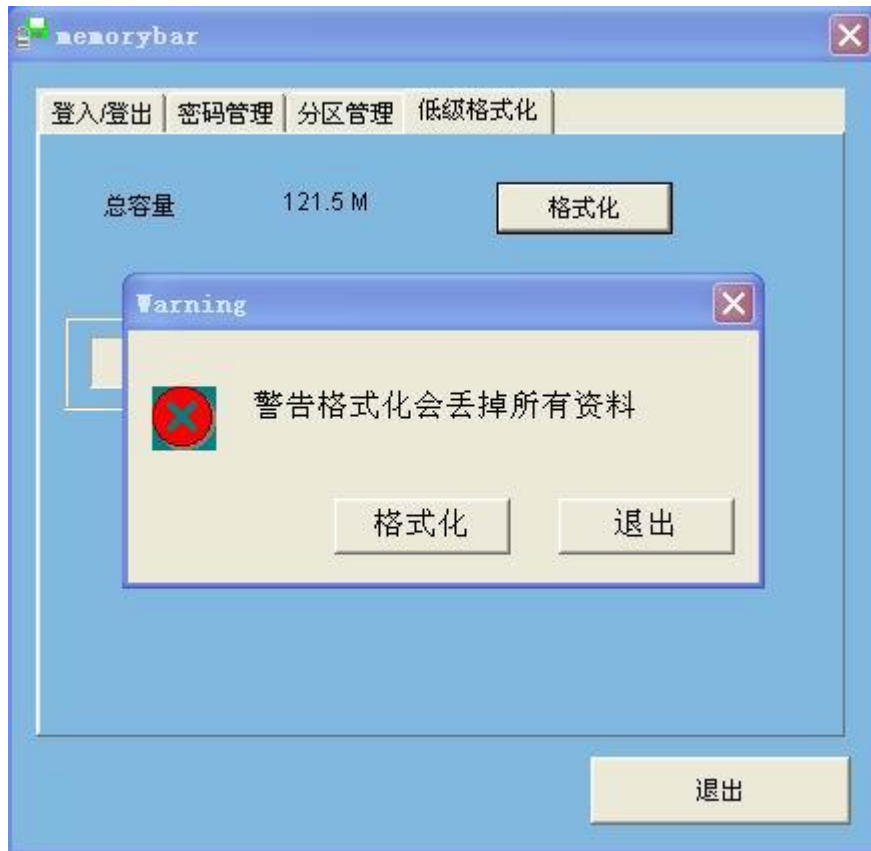 memorybar
登入/登出 密码管理 分区管理 低级格式化
总容量 121.5 M 格式化
Warning
警告格式化会丢掉所有资料
格式化 退出
退出